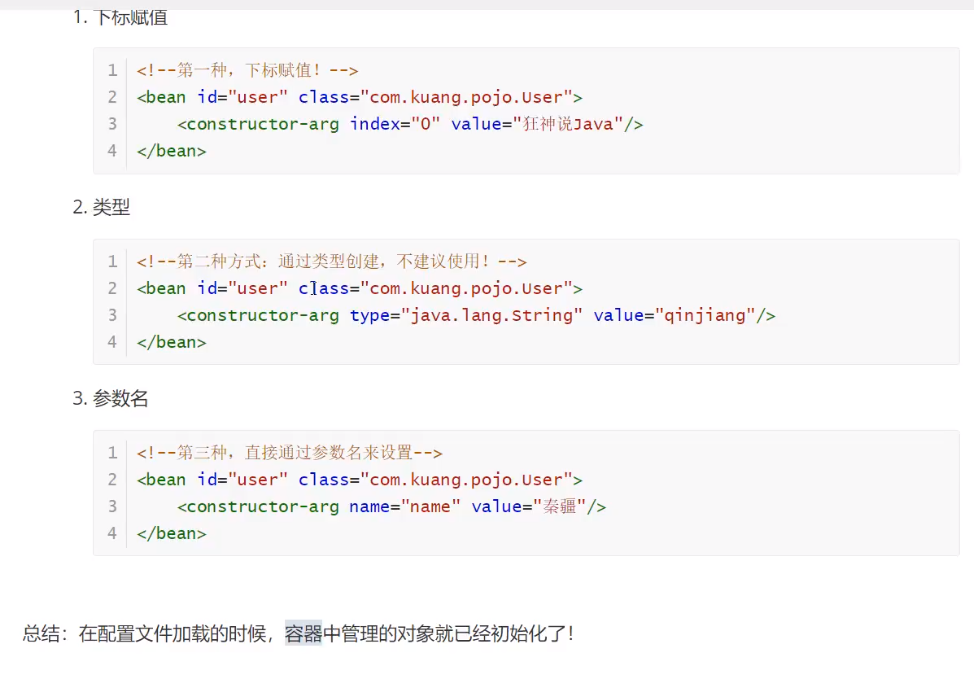 1. 下标赋值
1 <!--第一种，下标赋值！-->
2 <bean id="user" class="com.kuang.pojo.User">
3     <constructor-arg index="0" value="狂神说Java"/>
4 </bean>
2. 类型
1 <!--第二种方式：通过类型创建，不建议使用！-->
2 <bean id="user" class="com.kuang.pojo.User">
3     <constructor-arg type="java.lang.String" value="qinjiang"/>
4 </bean>
3. 参数名
1 <!--第三种，直接通过参数名来设置-->
2 <bean id="user" class="com.kuang.pojo.User">
3     <constructor-arg name="name" value="秦疆"/>
4 </bean>
总结：在配置文件加载的时候，容器中管理的对象就已经初始化了！